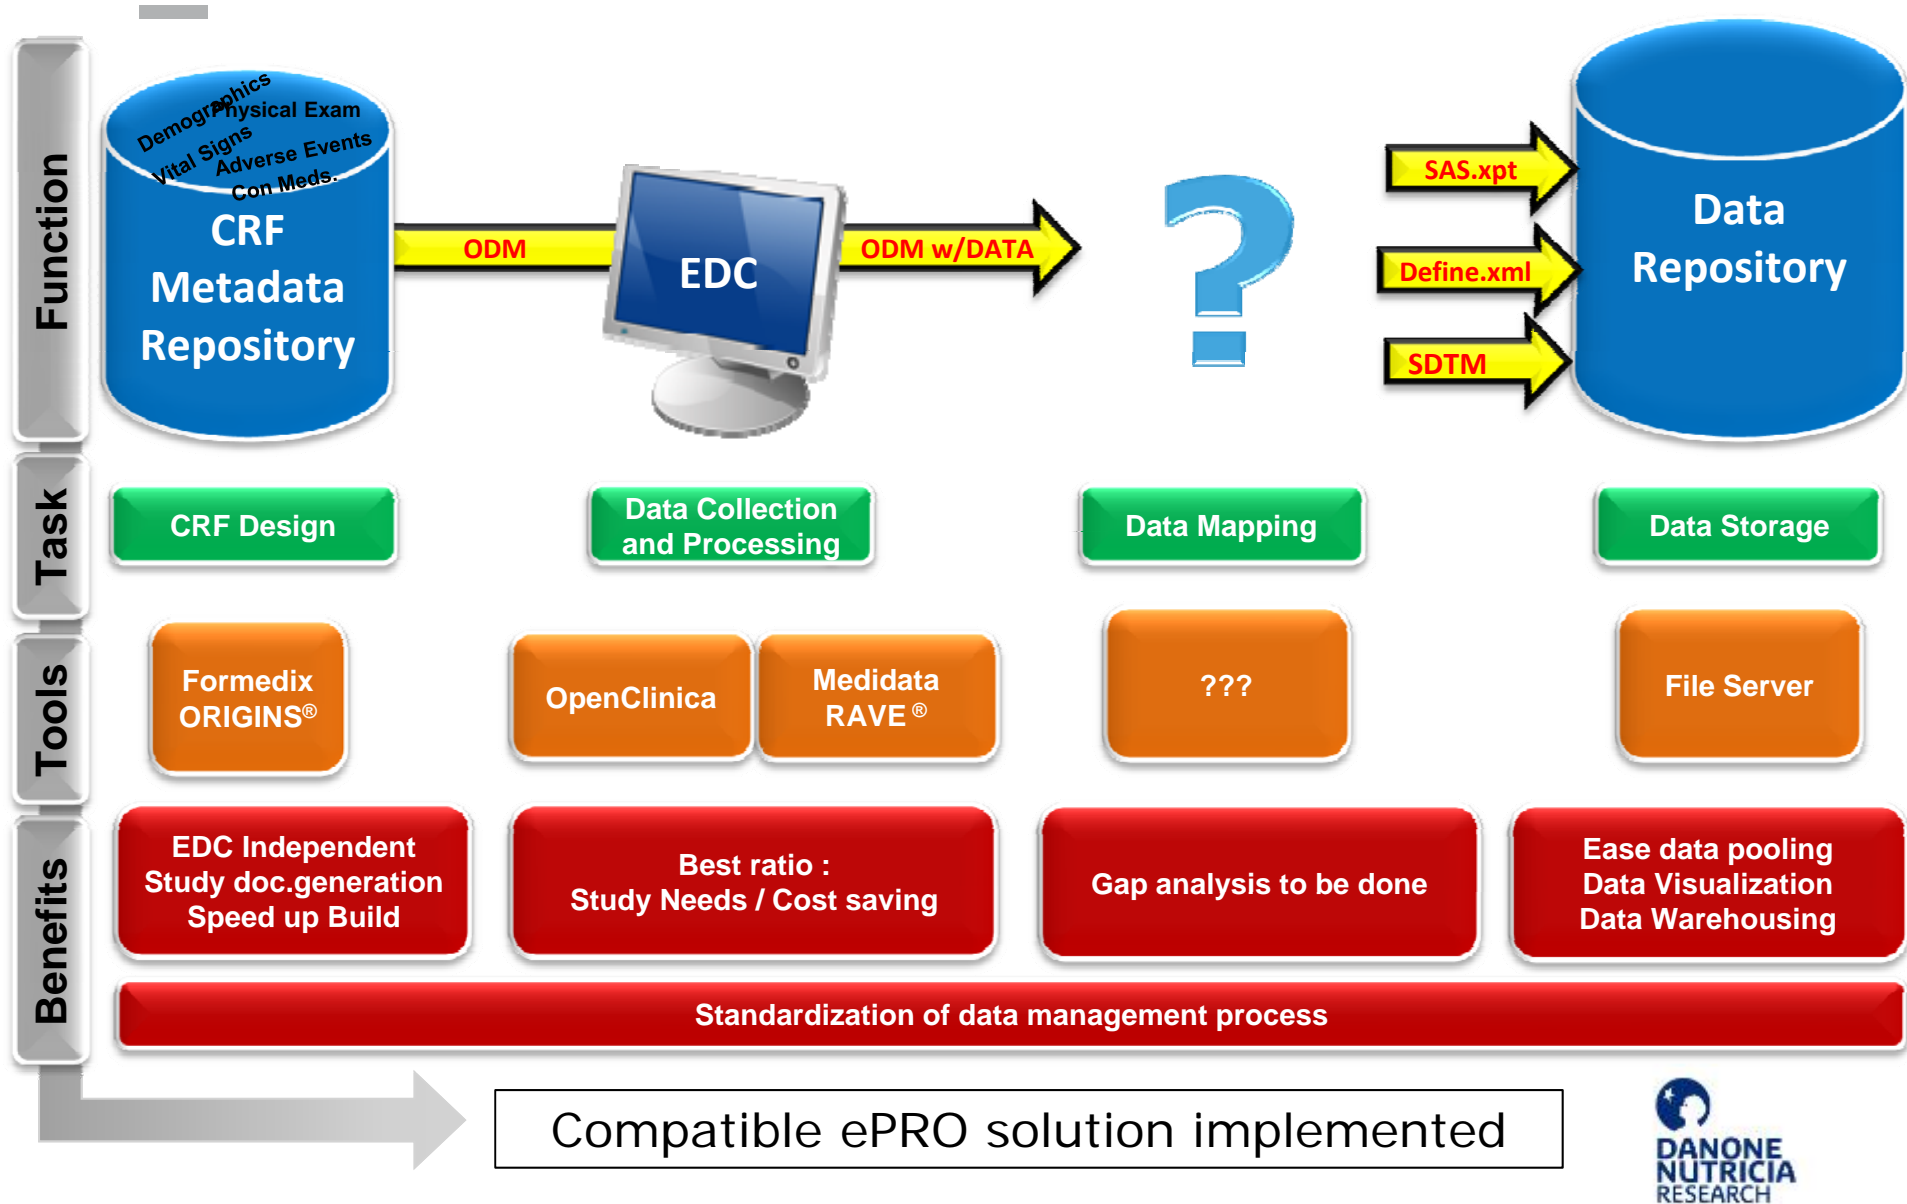 Function
Demographics
Physical Exam
Vital Signs
Adverse Events
Con Meds.
CRF
Metadata
Repository
ODM
EDC
ODM w/DATA
?
SAS.xpt
Define.xml
SDTM
Data
Repository
Task
CRF Design
Data Collection
and Processing
Data Mapping
Data Storage
Tools
Formedix
ORIGINS®
OpenClinica
Medidata
RAVE ®
???
File Server
Benefits
EDC Independent
Study doc.generation
Speed up Build
Best ratio :
Study Needs / Cost saving
Gap analysis to be done
Ease data pooling
Data Visualization
Data Warehousing
Standardization of data management process
Compatible ePRO solution implemented
DANONE
NUTRICIA
RESEARCH